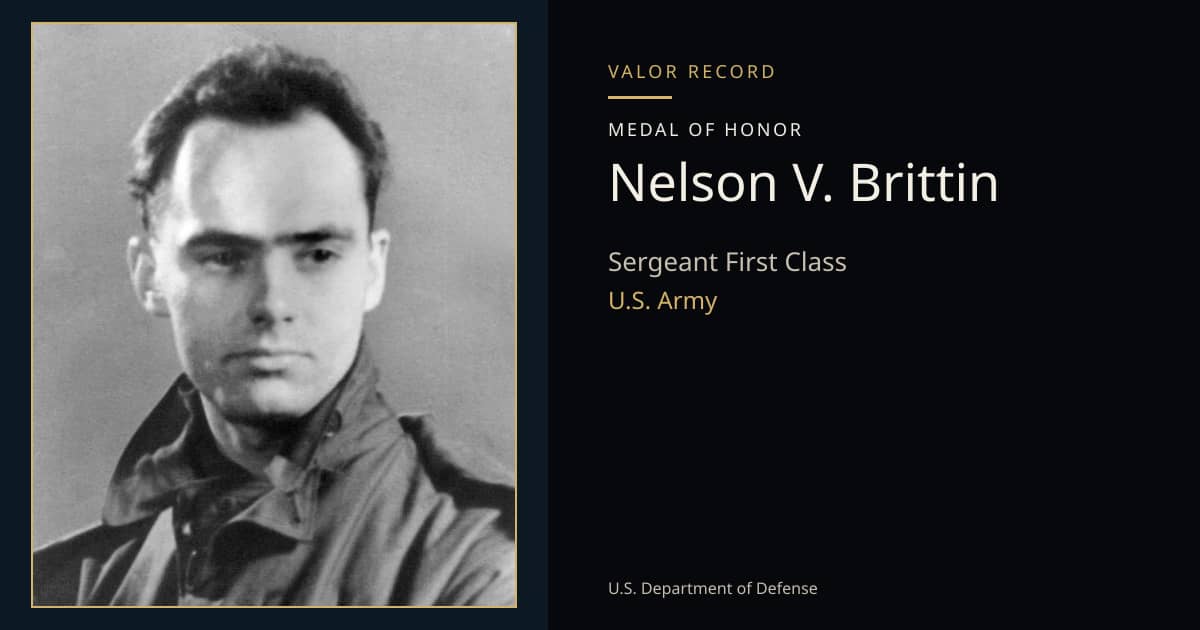 VALOR RECORD
MEDAL OF HONOR
Nelson V. Brittin
Sergeant First Class
U.S. Army
U.S. Department of Defense